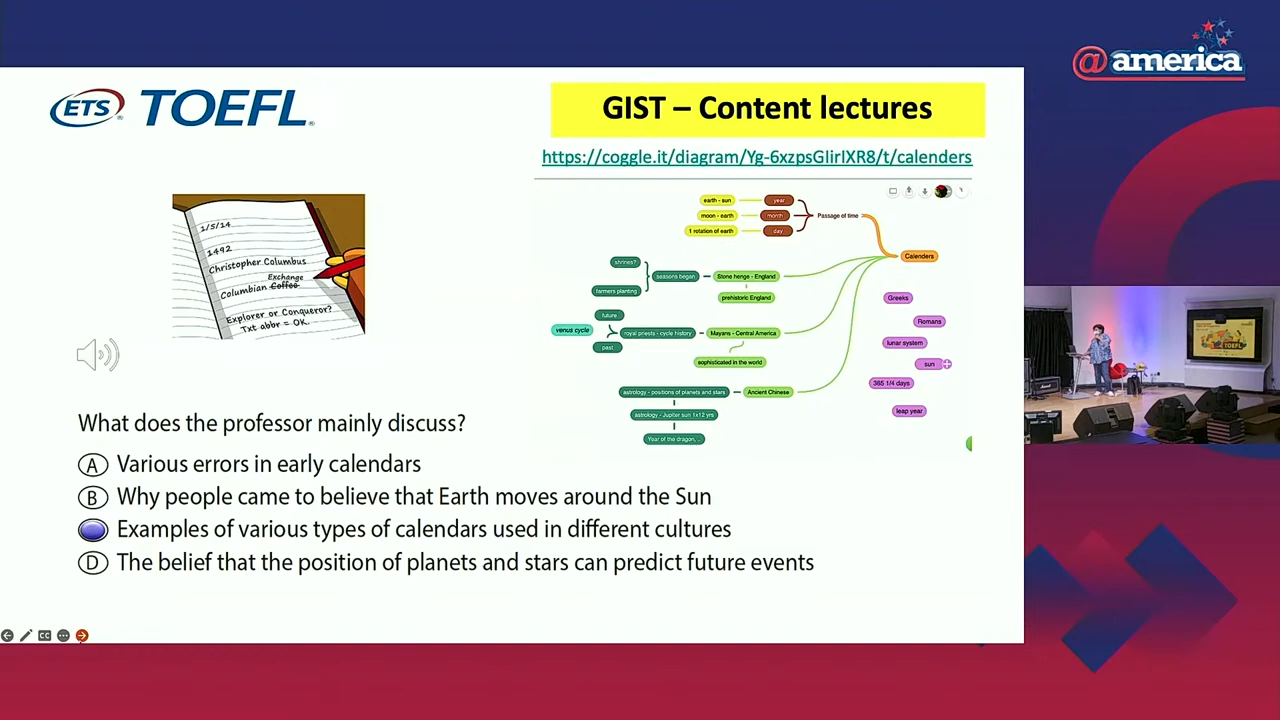 @america
ETS® TOEFL®
GIST – Content lectures
https://coggle.it/diagram/Yg-6xzpsGIirIXR8/t/calenders
1/5/14
1492
Christopher Columbus
Exchange
Columbian Coffee
Explorer or Conqueror?
Txt abbr = OK.
earth - sun
year
moon - earth
month
Passage of time
1 rotation of earth
day
Calenders
shrines?
seasons began
Stone henge - England
farmers planting
prehistoric England
Greeks
future
Romans
venus cycle
royal priests - cycle history
Mayans - Central America
lunar system
past
sophisticated in the world
sun
365 1/4 days
astrology - positions of planets and stars
Ancient Chinese
leap year
astrology - Jupiter sun 1x12 yrs
Year of the dragon, .
What does the professor mainly discuss?
A Various errors in early calendars
B Why people came to believe that Earth moves around the Sun
Examples of various types of calendars used in different cultures
D The belief that the position of planets and stars can predict future events
CC
TOEFL